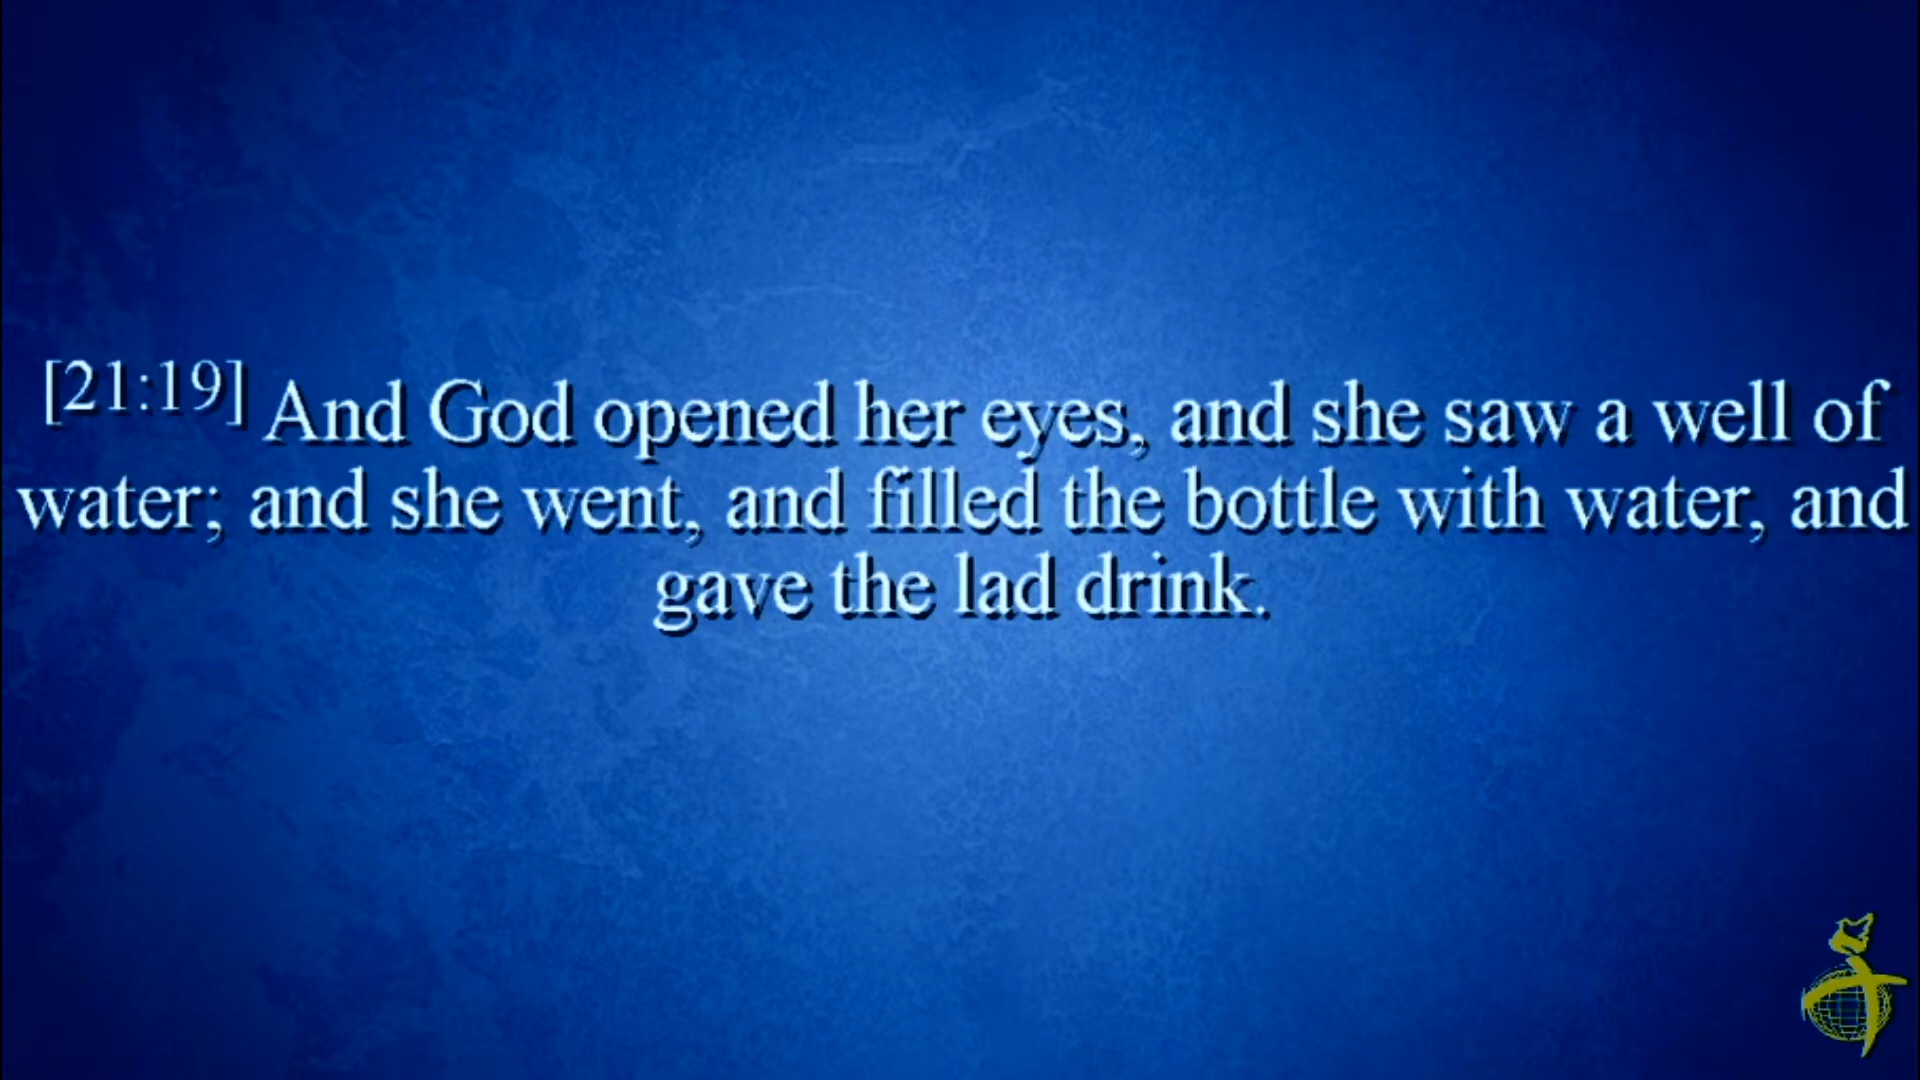 [21:19] And God opened her eyes, and she saw a well of
water; and she went, and filled the bottle with water, and
gave the lad drink.